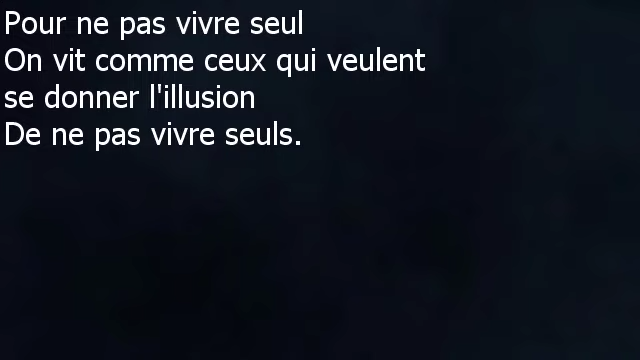 Pour ne pas vivre seul
On vit comme ceux qui veulent
se donner l'illusion
De ne pas vivre seuls.